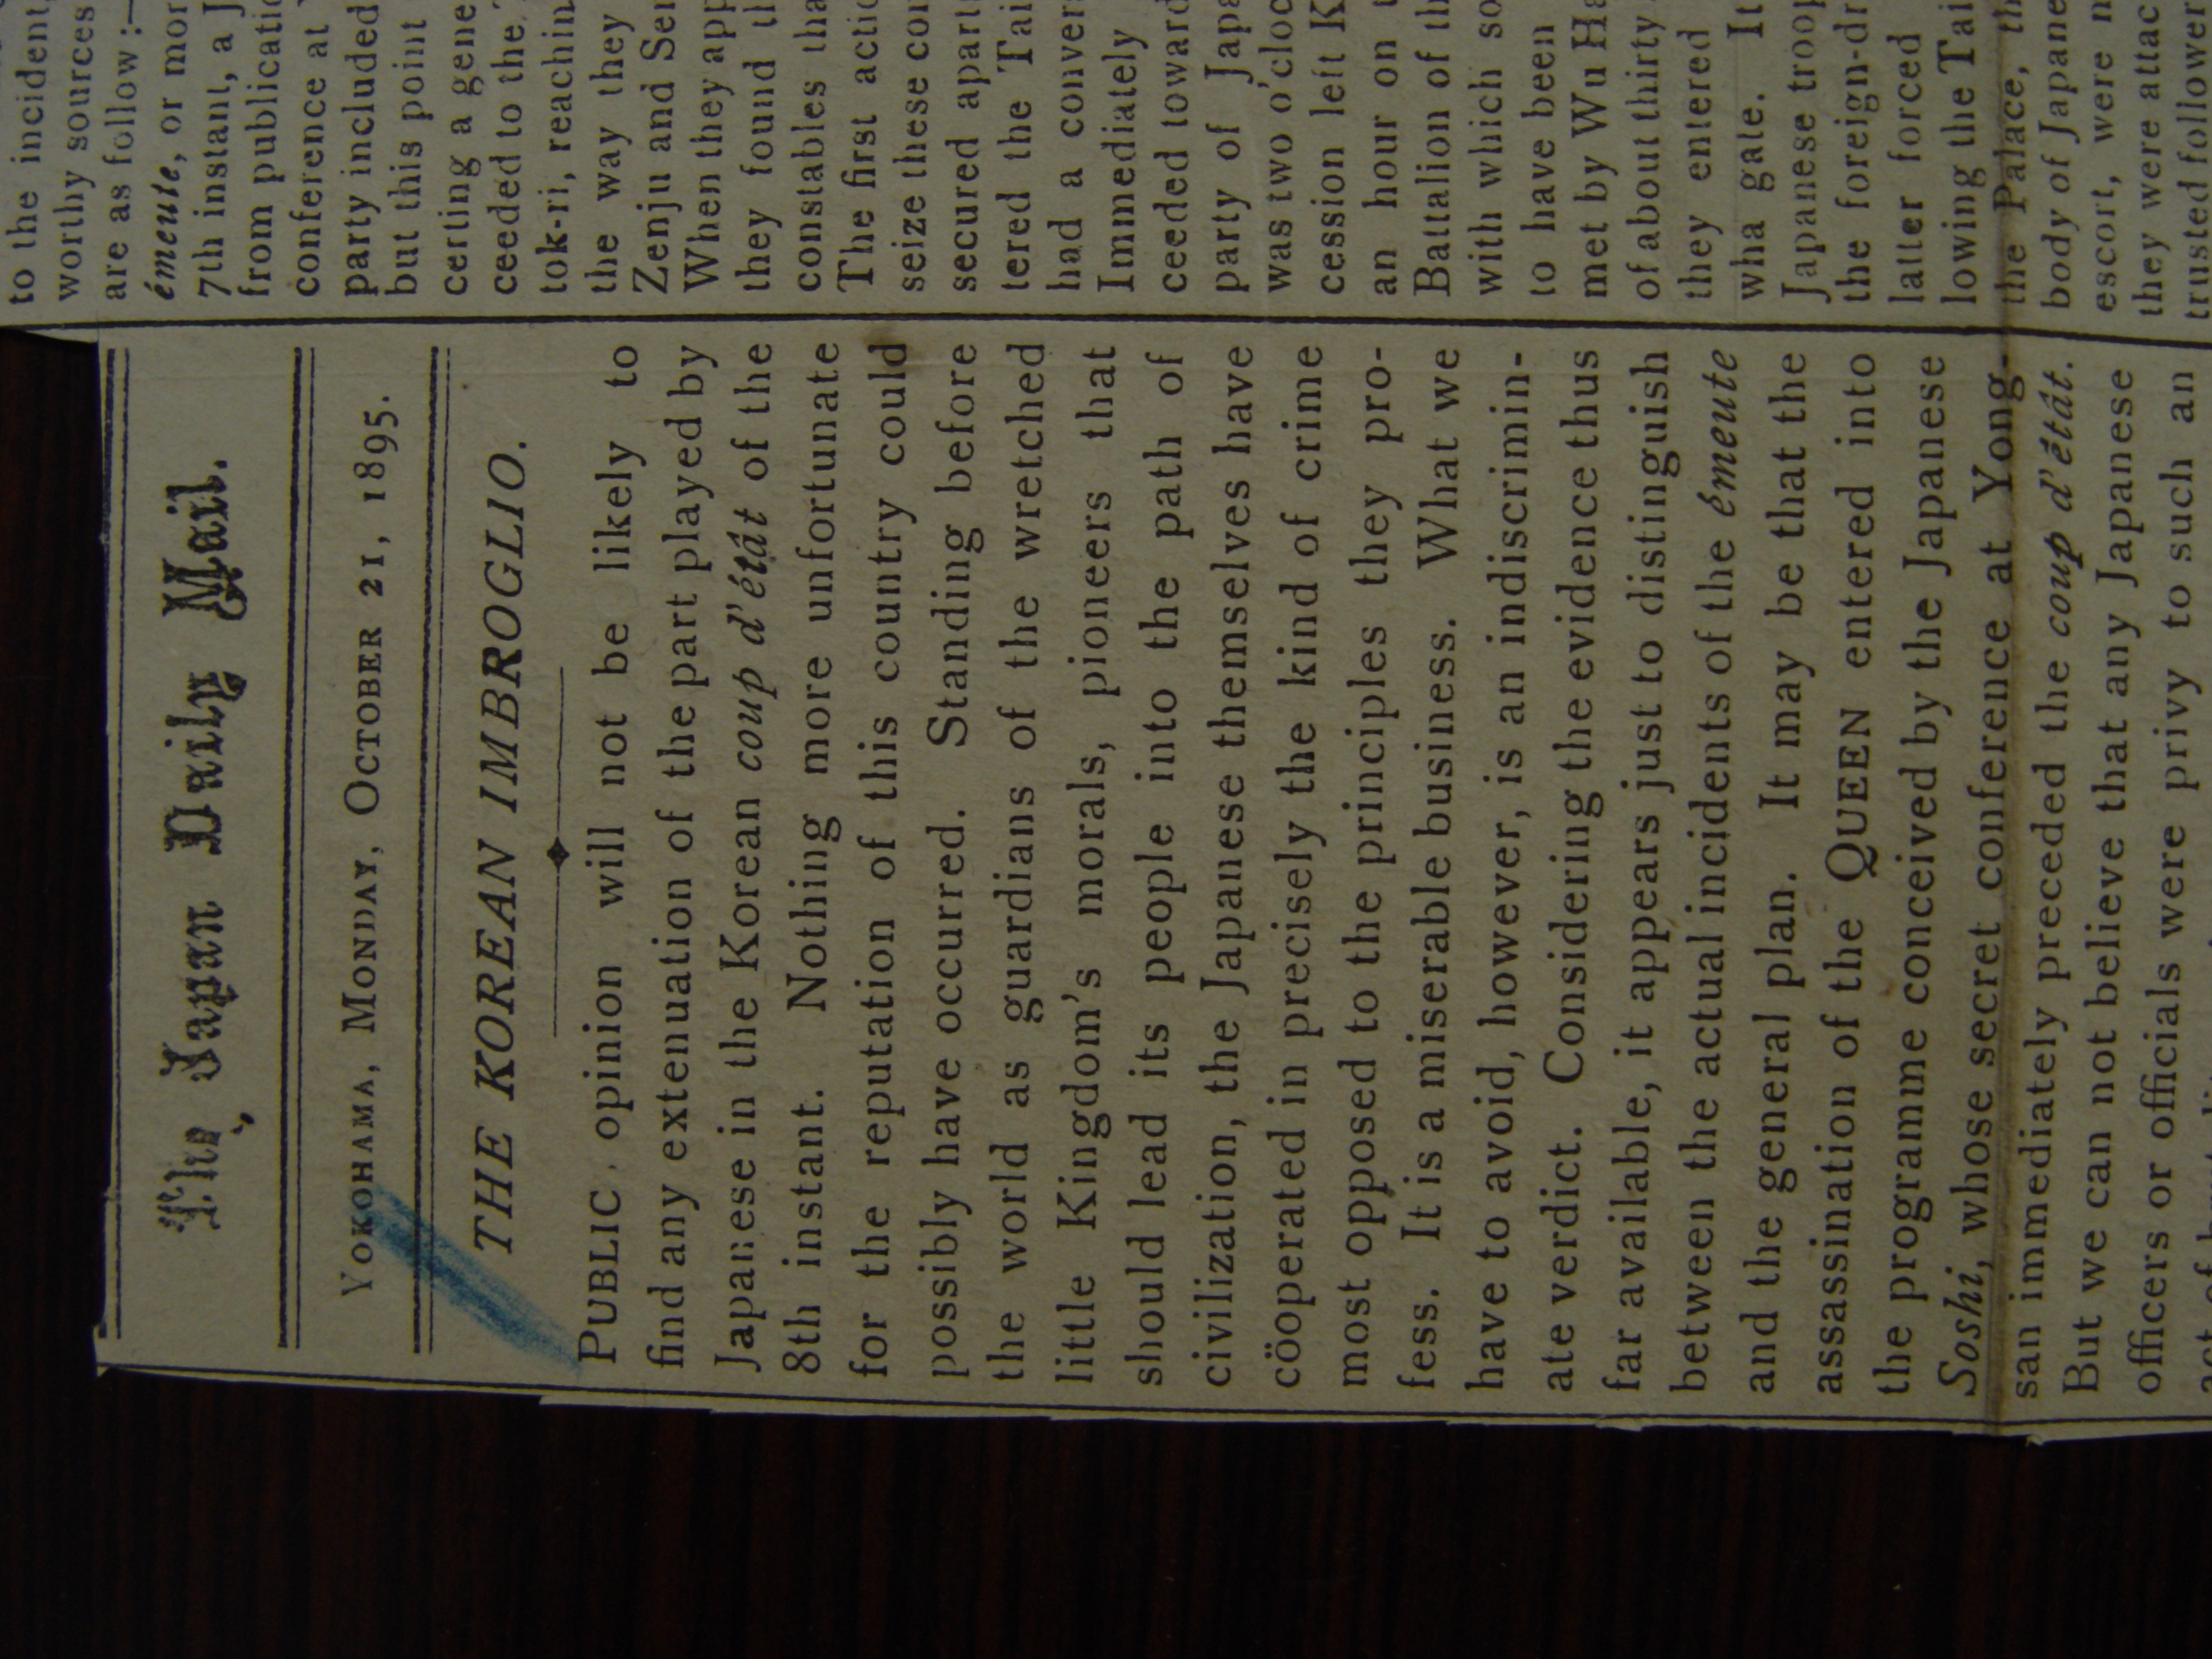 The Japan Daily Mail.
YOKOHAMA, MONDAY, OCTOBER 21, 1895.
THE KOREAN IMBROGLIO.
PUBLIC opinion will not be likely to
find any extenuation of the part played by
Japanese in the Korean coup d'étât of the
8th instant. Nothing more unfortunate
for the reputation of this country could
possibly have occurred. Standing before
the world as guardians of the wretched
little Kingdom's morals, pioneers that
should lead its people into the path of
civilization, the Japanese themselves have
cöoperated in precisely the kind of crime
most opposed to the principles they pro-
fess. It is a miserable business. What we
have to avoid, however, is an indiscrimin-
ate verdict. Considering the evidence thus
far available, it appears just to distinguish
between the actual incidents of the émeute
and the general plan. It may be that the
assassination of the QUEEN entered into
the programme conceived by the Japanese
Soshi, whose secret conference at Yong-
san immediately preceded the coup d'étât.
But we can not believe that any Japanese
officers or officials were privy to such an
to the incident,
worthy sources
are as follow:—
émeute, or mor
7th instant, a J
from publicatio
conference at
party included
but this point
certing a gene
ceeded to the
tok-ri, reachin
the way they
Zenju and Ser
When they app
they found th
constables tha
The first actio
seize these cou
secured apart
tered the Tai
had a conver
Immediately
ceeded toward
party of Japa
was two o'cloc
cession left K
an hour on t
Battalion of th
with which so
to have been
met by Wu Ha
of about thirty
they entered
wha gate. It
Japanese troop
the foreign-dr
latter forced
lowing the Tai
the Palace, th
body of Japane
escort, were m
they were attac
trusted follower